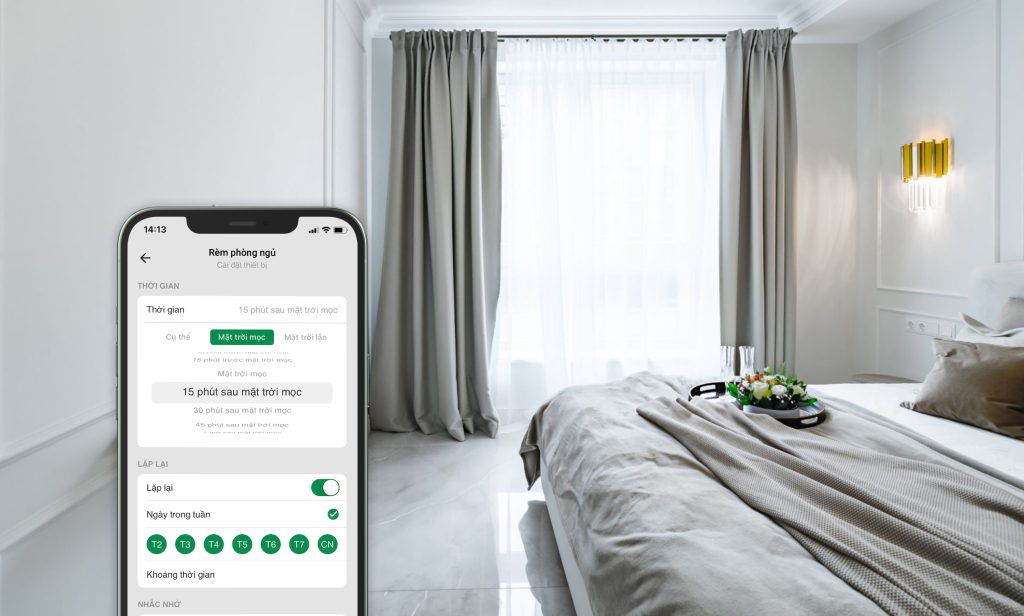 14:13
Rèm phòng ngủ
Cài đặt thiết bị
THỜI GIAN
Thời gian 15 phút sau mặt trời mọc
Cụ thể Mặt trời mọc Mặt trời lặn
15 phút trước mặt trời mọc
Mặt trời mọc
15 phút sau mặt trời mọc
30 phút sau mặt trời mọc
45 phút sau mặt trời mọc
LẶP LẠI
Lặp lại
Ngày trong tuần
T2 T3 T4 T5 T6 T7 CN
Khoảng thời gian
NHẮC NHỞ